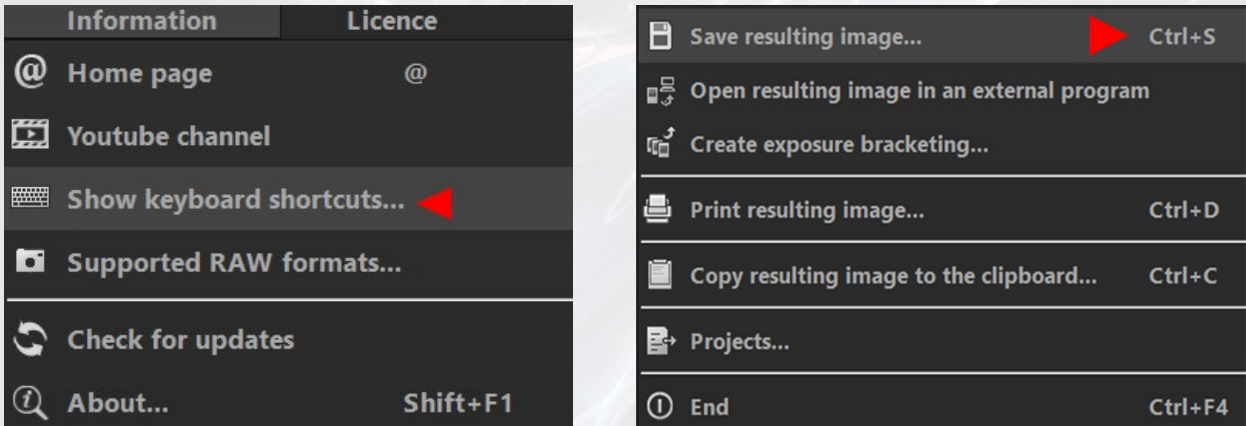 Information Licence
Home page @
Youtube channel
Show keyboard shortcuts...
Supported RAW formats...
Check for updates
About... Shift+F1
Save resulting image... Ctrl+S
Open resulting image in an external program
Create exposure bracketing...
Print resulting image... Ctrl+D
Copy resulting image to the clipboard... Ctrl+C
Projects...
End Ctrl+F4